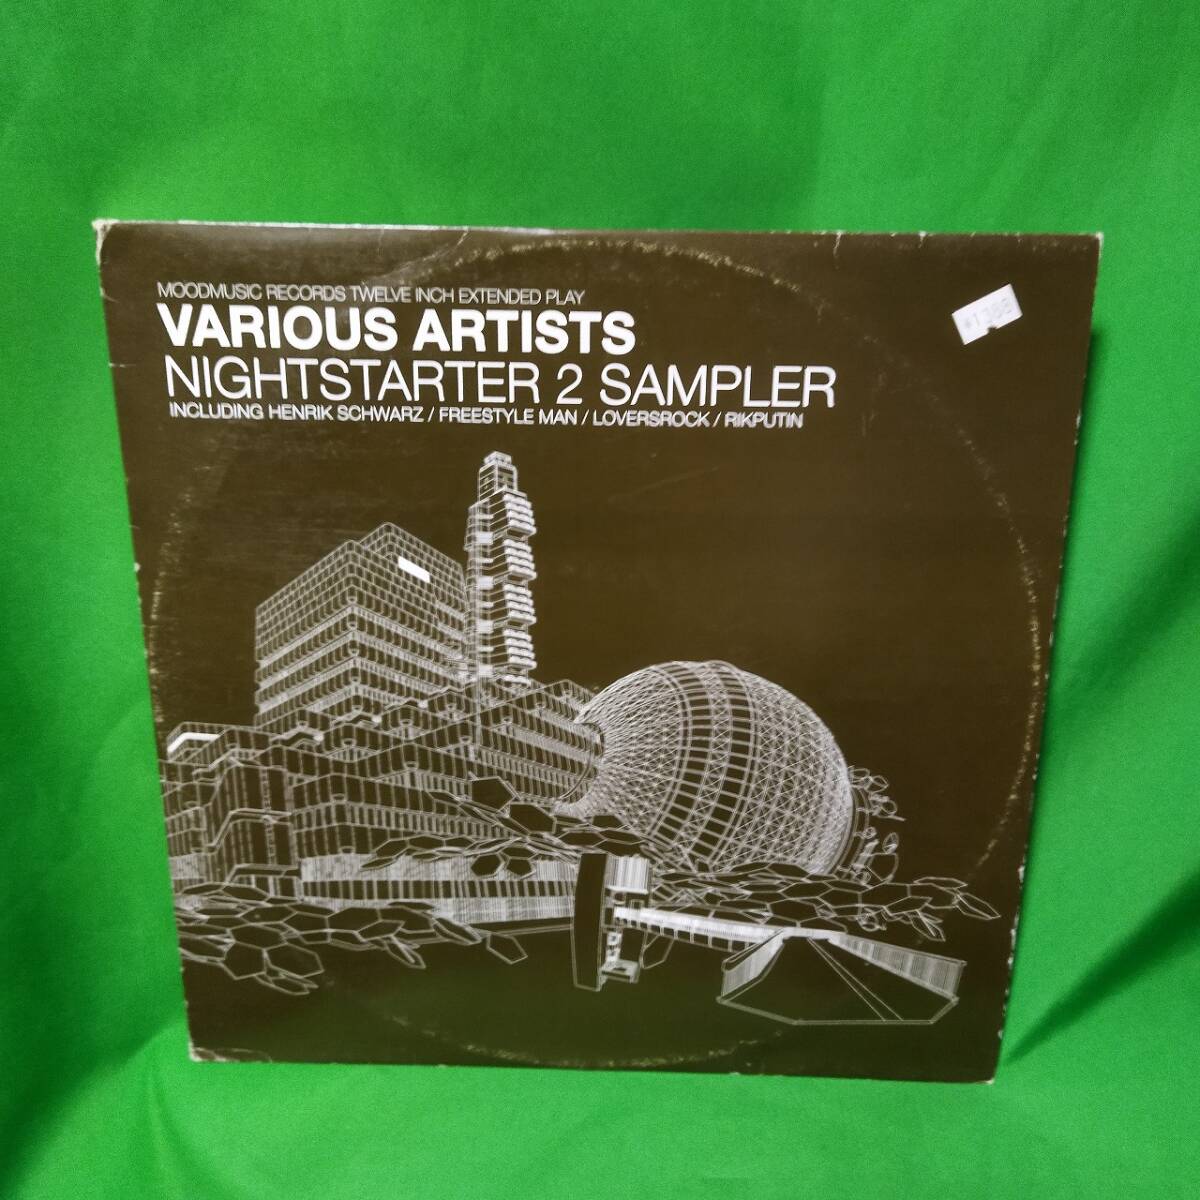 MOODMUSIC RECORDS TWELVE INCH EXTENDED PLAY
VARIOUS ARTISTS
NIGHTSTARTER 2 SAMPLER
INCLUDING HENRIK SCHWARZ / FREESTYLE MAN / LOVERSROCK / RIKPUTIN